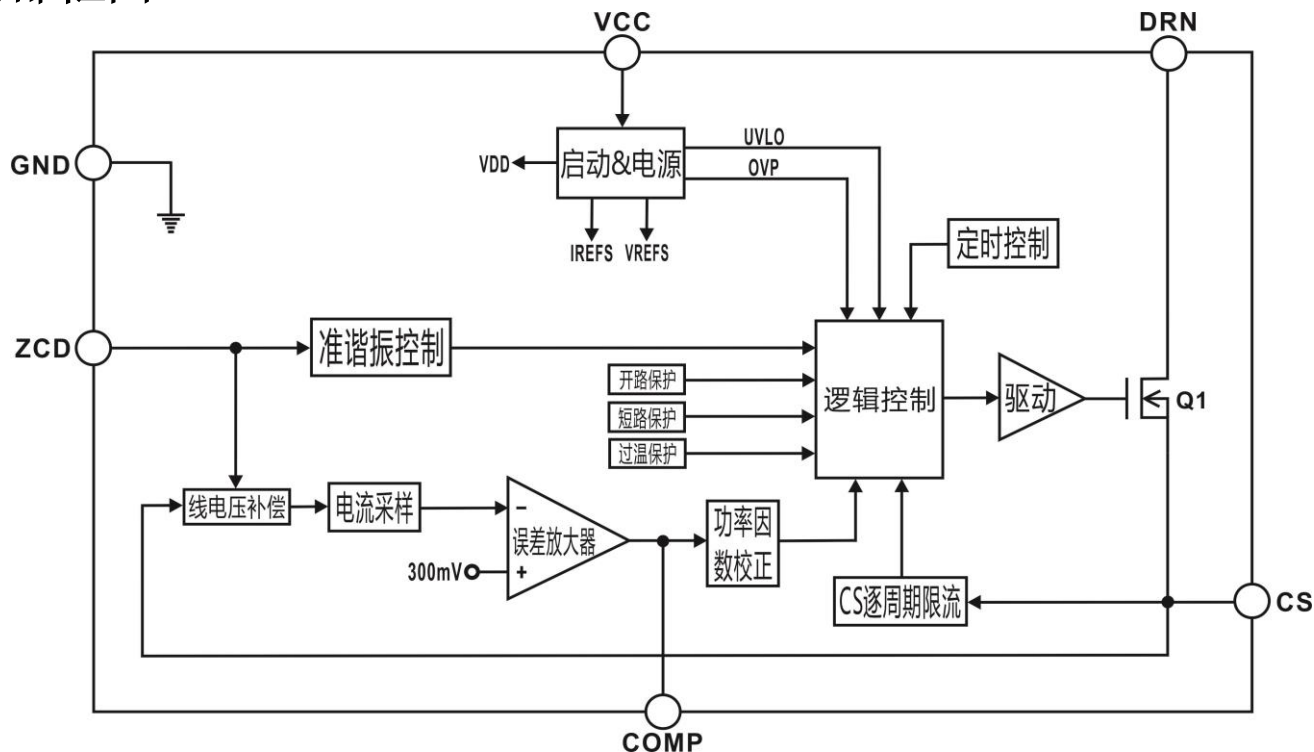 VCC
DRN
GND
UVLO
VDD
启动&电源
OVP
IREFS
VREFS
定时控制
ZCD
准谐振控制
开路保护
短路保护
过温保护
逻辑控制
驱动
Q1
线电压补偿
电流采样
-
误差放大器
300mV
+
功率因
数校正
CS逐周期限流
CS
COMP